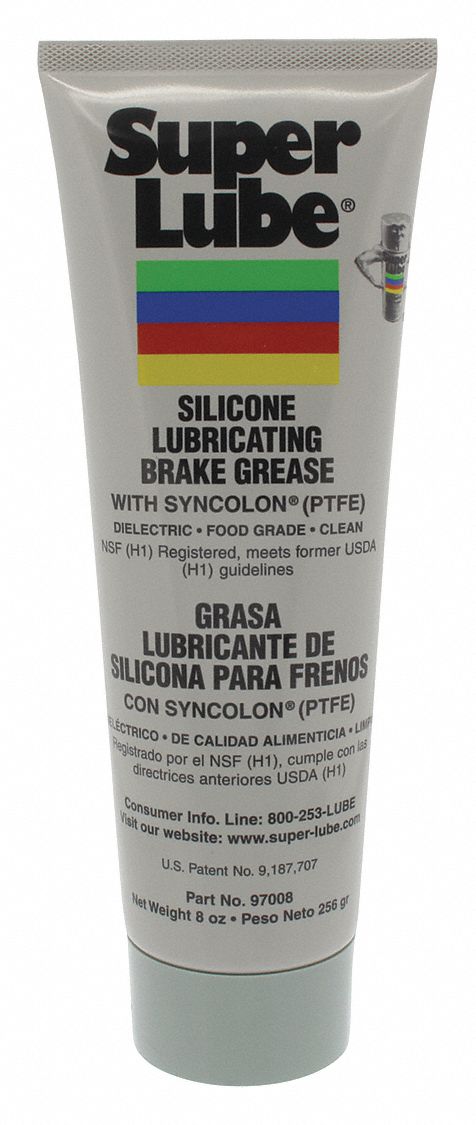 Super
Lube®
Super
Lube
SILICONE
LUBRICATING
BRAKE GREASE
WITH SYNCOLON® (PTFE)
DIELECTRIC • FOOD GRADE • CLEAN
NSF (H1) Registered, meets former USDA
(H1) guidelines
GRASA
LUBRICANTE DE
SILICONA PARA FRENOS
CON SYNCOLON® (PTFE)
• DE CALIDAD ALIMENTICIA •
Registrado por el NSF (H1), cumple con las
directrices anteriores USDA (H1)
Consumer Info. Line: 800-253-LUBE
Visit our website: www.super-lube.com
U.S. Patent No. 9,187,707
Part No. 97008
Net Weight 8 oz • Peso Neto 256 gr